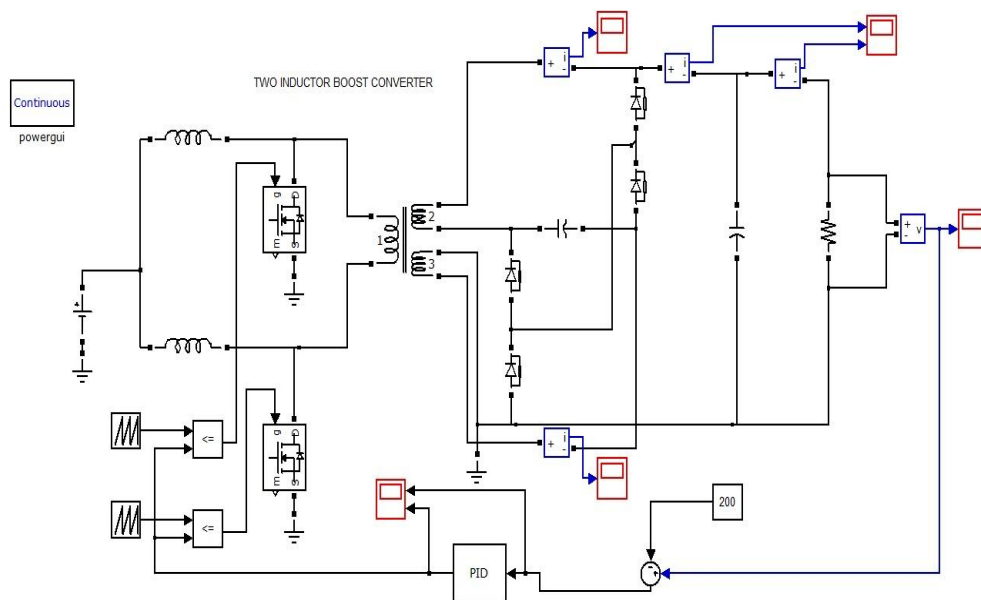 TWO INDUCTOR BOOST CONVERTER
Continuous
powergui
i
+
-
i
+
-
i
+
-
g
D
E
S
1
2
3
+
-
v
+
<=
g
D
E
S
<=
i
+
-
200
PID